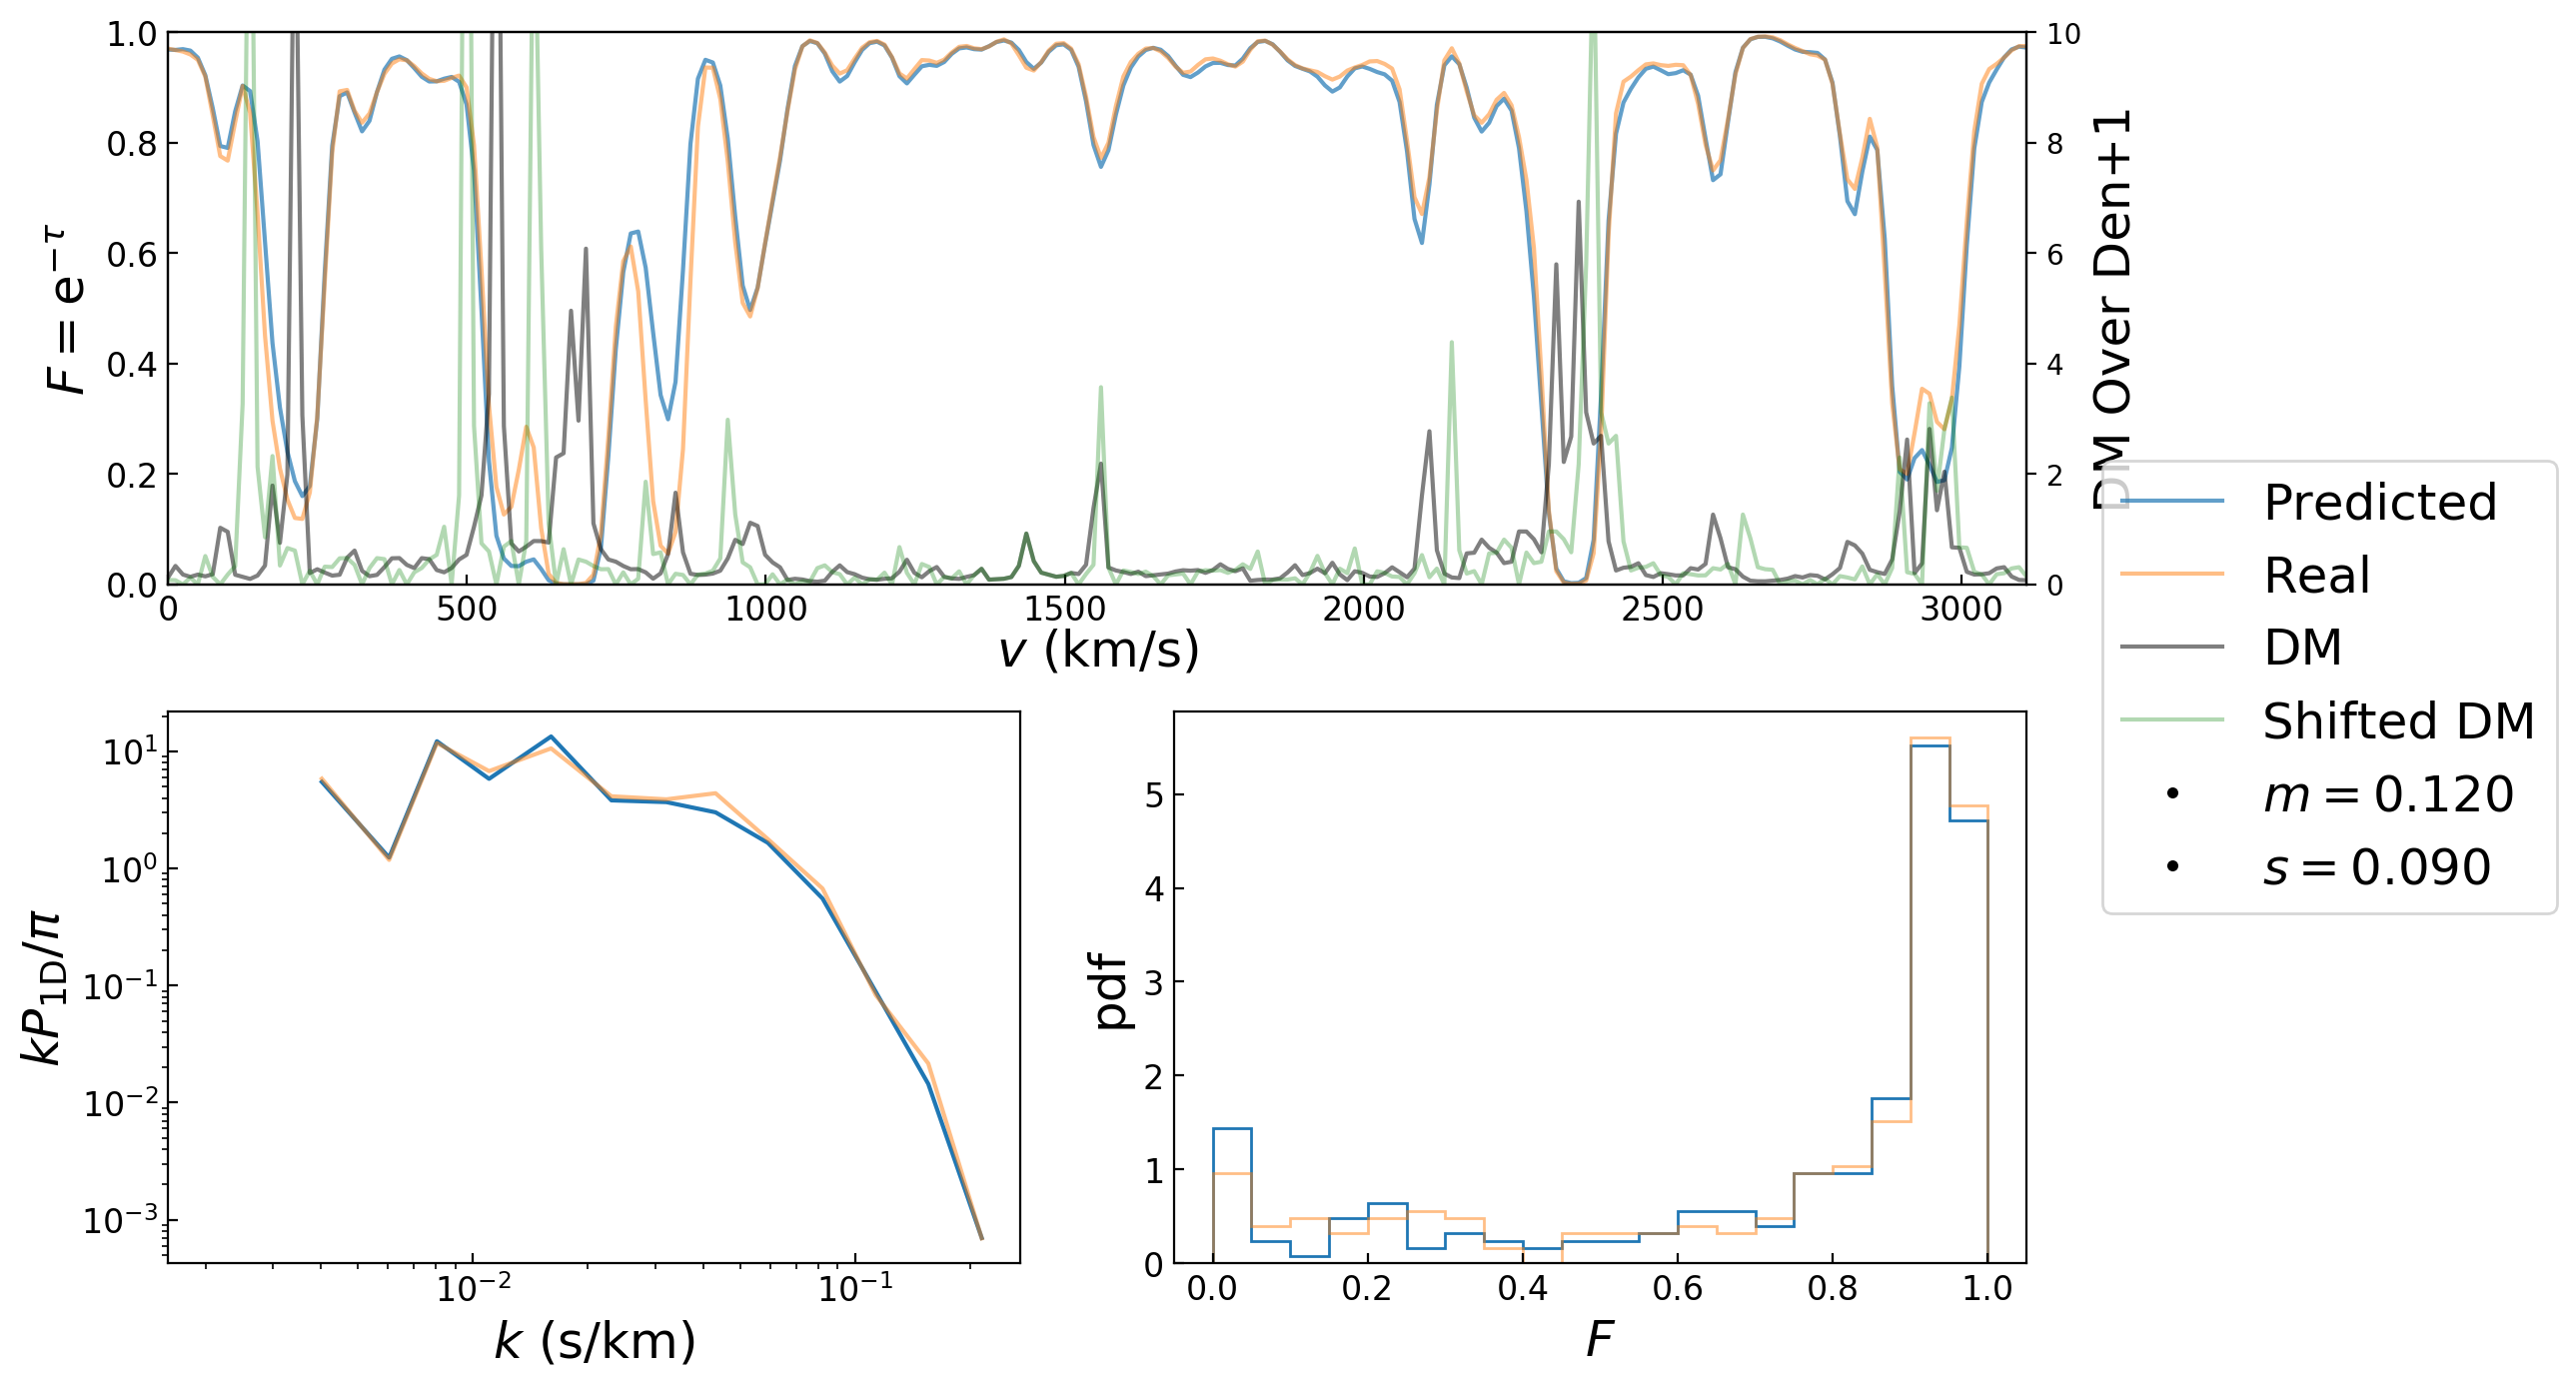 1.0
0.8
0.6
0.4
0.2
0.0
F = e^{−τ}
10
8
6
4
2
0
DM Over Den+1
0 500 1000 1500 2000 2500 3000
v (km/s)
Predicted
Real
DM
Shifted DM
m = 0.120
s = 0.090
10^1
10^0
10^{−1}
10^{−2}
10^{−3}
kP_{1D}/π
10^{−2} 10^{−1}
k (s/km)
5
4
3
2
1
0
pdf
0.0 0.2 0.4 0.6 0.8 1.0
F